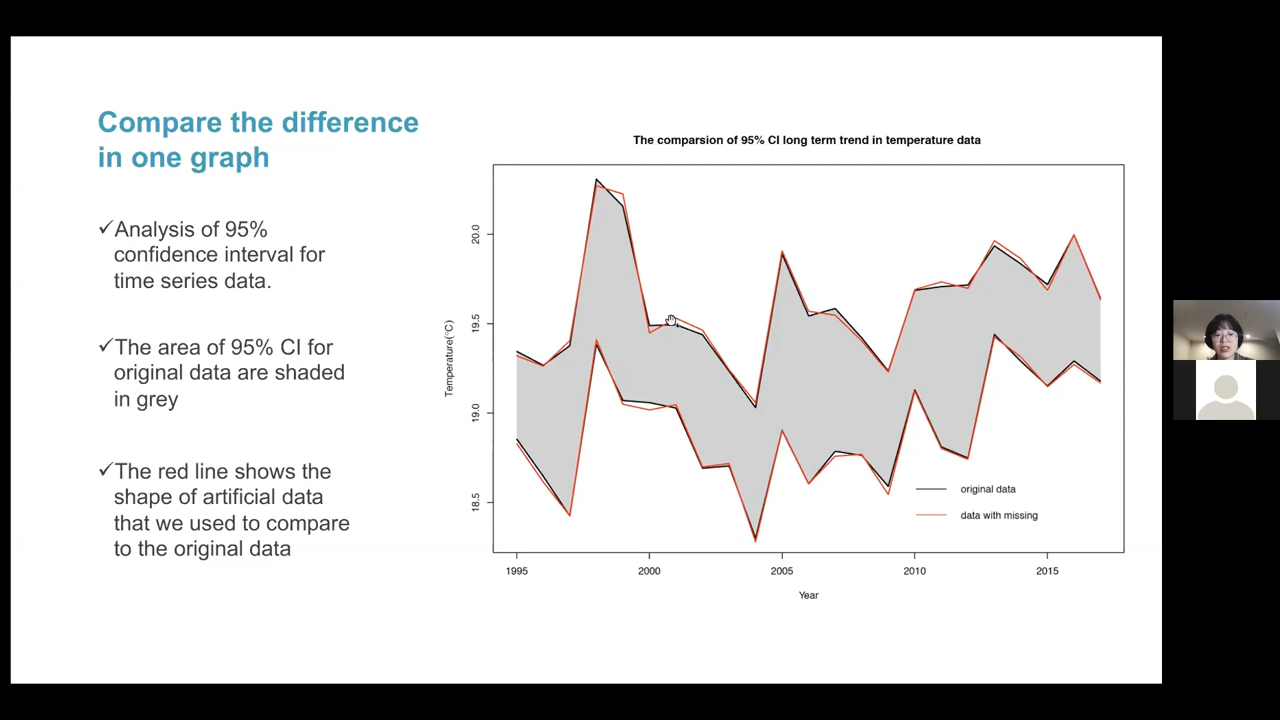 Compare the difference
in one graph
✓Analysis of 95%
confidence interval for
time series data.
✓The area of 95% CI for
original data are shaded
in grey
✓The red line shows the
shape of artificial data
that we used to compare
to the original data
The comparsion of 95% CI long term trend in temperature data
Temperature(°C)
20.0
19.5
19.0
18.5
original data
data with missing
1995 2000 2005 2010 2015
Year